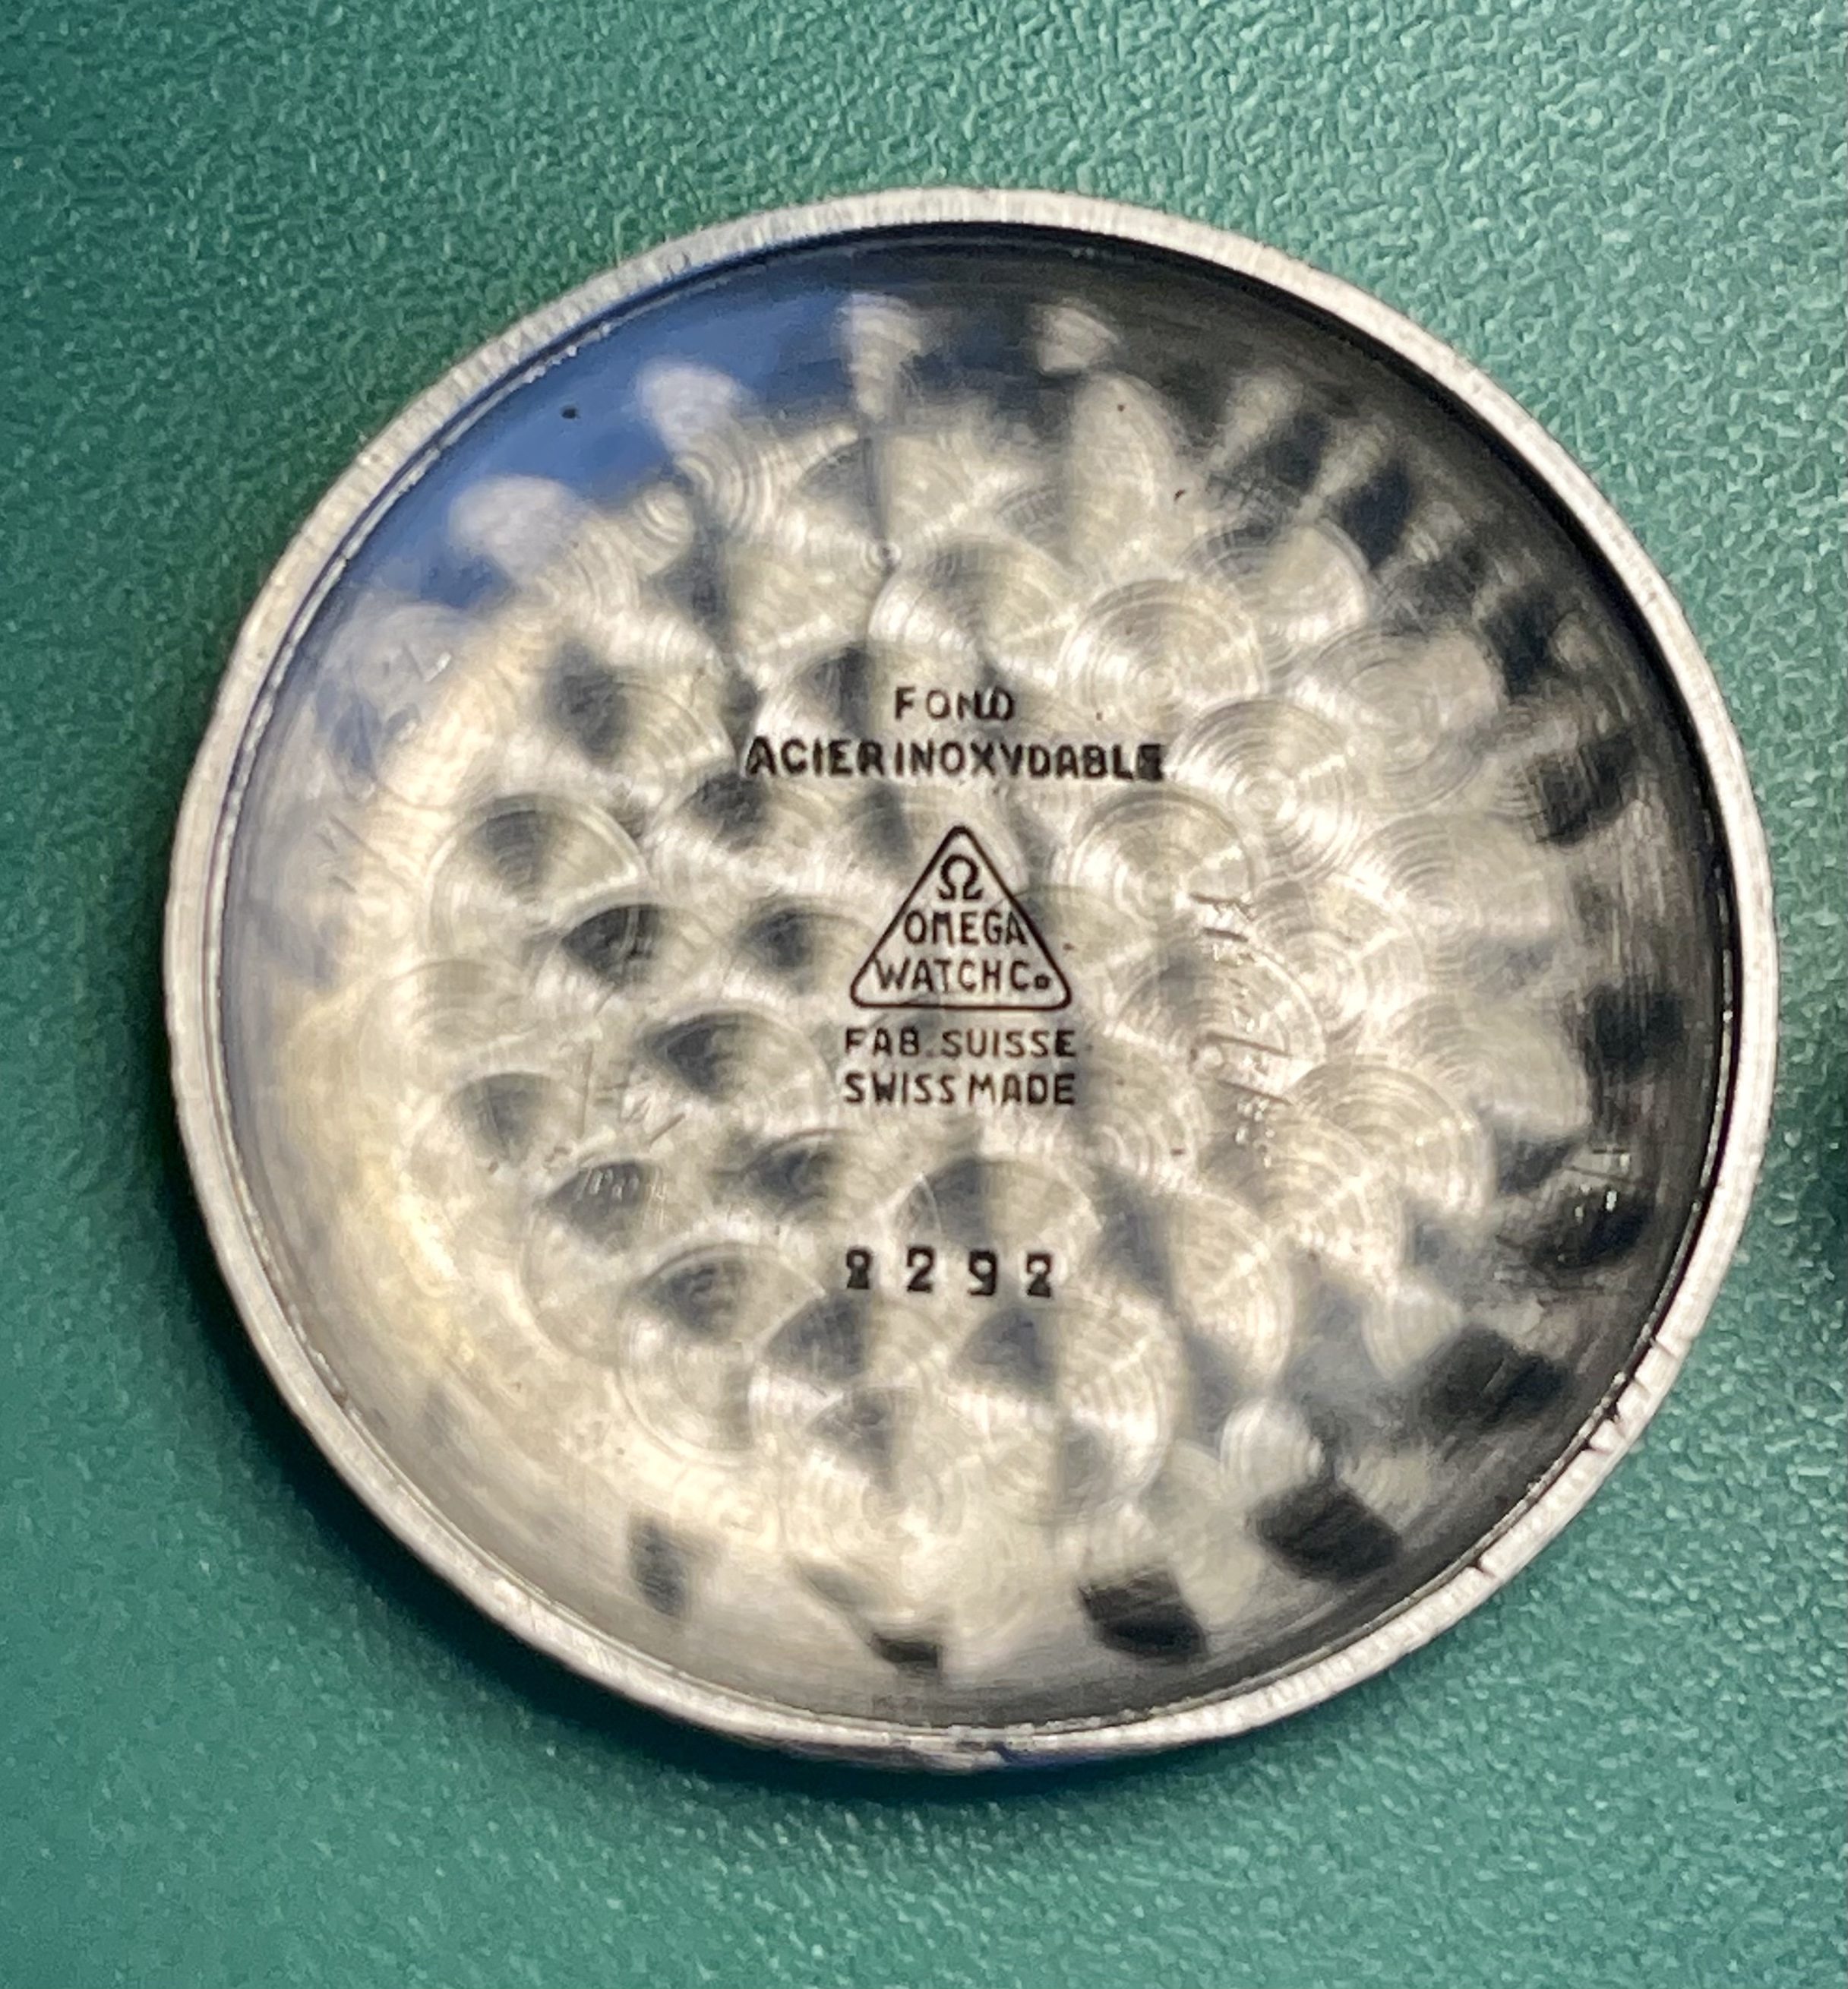 FOND
ACIER INOXYDABLE
Ω
OMEGA
WATCH Co
FAB. SUISSE
SWISS MADE
2292